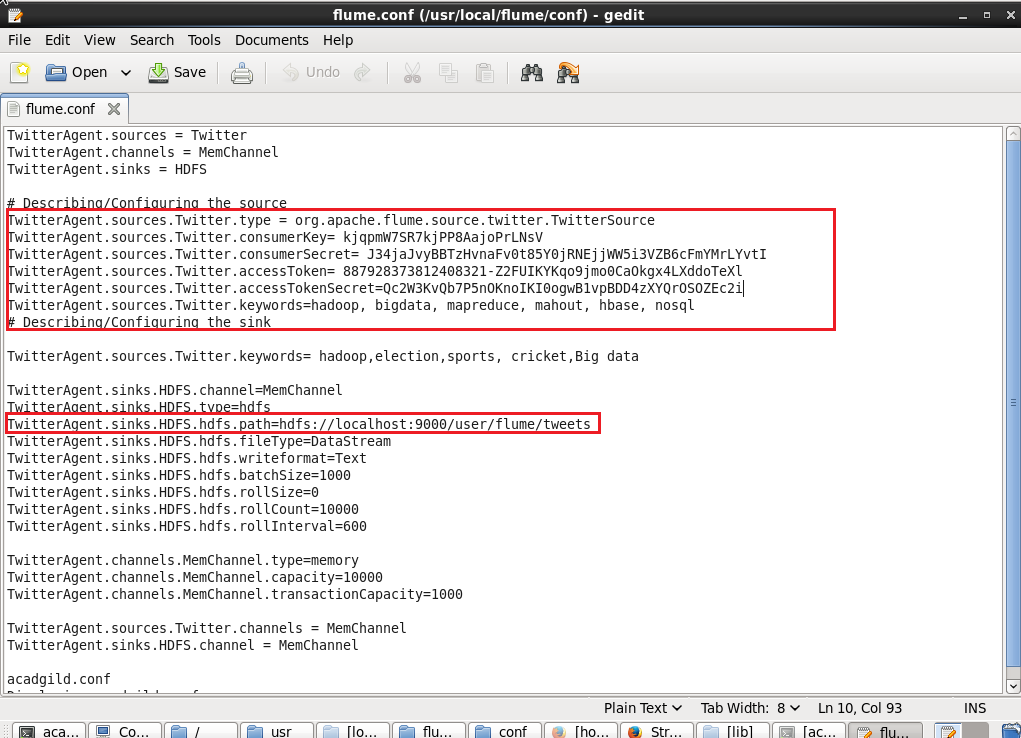 flume.conf (/usr/local/flume/conf) - gedit
File Edit View Search Tools Documents Help
Open Save Undo
flume.conf
TwitterAgent.sources = Twitter
TwitterAgent.channels = MemChannel
TwitterAgent.sinks = HDFS
# Describing/Configuring the source
TwitterAgent.sources.Twitter.type = org.apache.flume.source.twitter.TwitterSource
TwitterAgent.sources.Twitter.consumerKey= kjqpmW7SR7kjPP8AajoPrLNsV
TwitterAgent.sources.Twitter.consumerSecret= J34jaJvyBBTzHvnaFv0t85Y0jRNEjjWW5i3VZB6cFmYMrLYvtI
TwitterAgent.sources.Twitter.accessToken= 887928373812408321-Z2FUIKYKqo9jmo0CaOkgx4LXddoTeXl
TwitterAgent.sources.Twitter.accessTokenSecret=Qc2W3KvQb7P5nOKnoIKI0ogwB1vpBDD4zXYQrOSOZEc2i
TwitterAgent.sources.Twitter.keywords=hadoop, bigdata, mapreduce, mahout, hbase, nosql
# Describing/Configuring the sink
TwitterAgent.sources.Twitter.keywords= hadoop,election,sports, cricket,Big data
TwitterAgent.sinks.HDFS.channel=MemChannel
TwitterAgent.sinks.HDFS.type=hdfs
TwitterAgent.sinks.HDFS.hdfs.path=hdfs://localhost:9000/user/flume/tweets
TwitterAgent.sinks.HDFS.hdfs.fileType=DataStream
TwitterAgent.sinks.HDFS.hdfs.writeformat=Text
TwitterAgent.sinks.HDFS.hdfs.batchSize=1000
TwitterAgent.sinks.HDFS.hdfs.rollSize=0
TwitterAgent.sinks.HDFS.hdfs.rollCount=10000
TwitterAgent.sinks.HDFS.hdfs.rollInterval=600
TwitterAgent.channels.MemChannel.type=memory
TwitterAgent.channels.MemChannel.capacity=10000
TwitterAgent.channels.MemChannel.transactionCapacity=1000
TwitterAgent.sources.Twitter.channels = MemChannel
TwitterAgent.sinks.HDFS.channel = MemChannel
acadgild.conf
Plain Text Tab Width: 8 Ln 10, Col 93 INS
aca... Co... / usr [lo... flu... conf [ho... Str... [lib] [ac... flu...